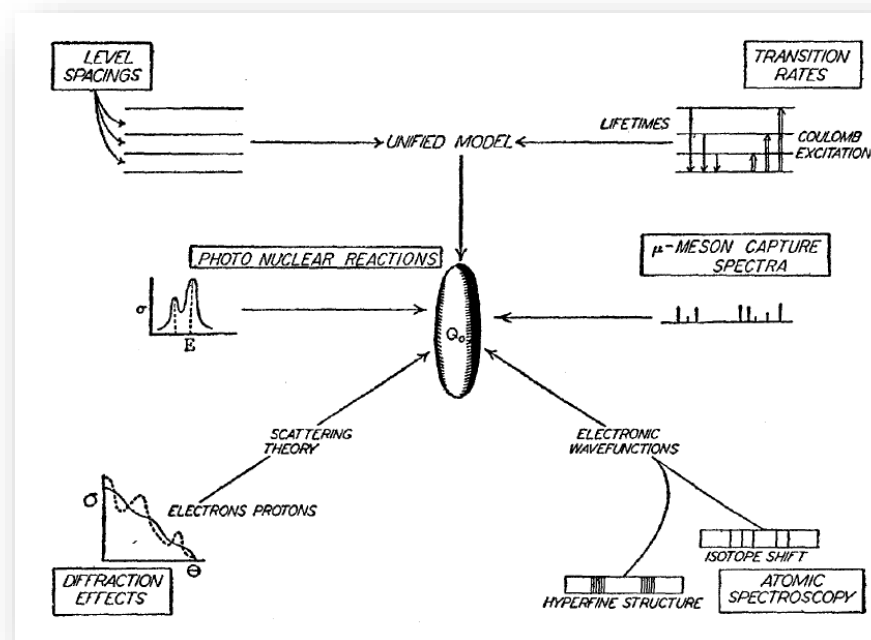 LEVEL
SPACINGS
TRANSITION
RATES
LIFETIMES
UNIFIED MODEL
COULOMB
EXCITATION
PHOTO NUCLEAR REACTIONS
μ-MESON CAPTURE
SPECTRA
σ
E
Q₀
SCATTERING
THEORY
ELECTRONIC
WAVEFUNCTIONS
σ
ELECTRONS PROTONS
Θ
ISOTOPE SHIFT
DIFFRACTION
EFFECTS
HYPERFINE STRUCTURE
ATOMIC
SPECTROSCOPY